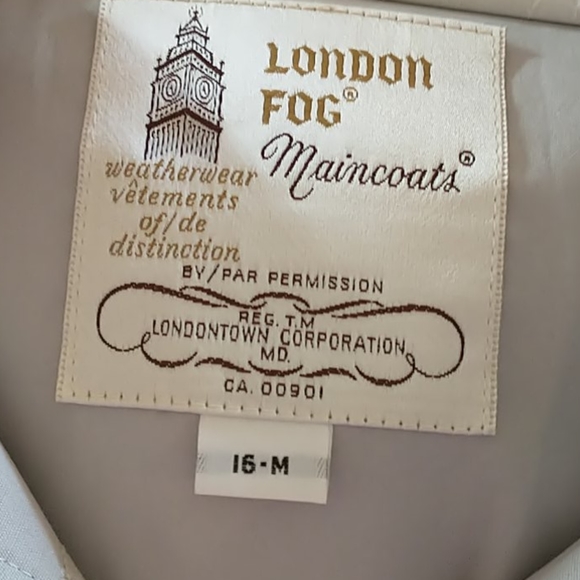 LONDON
FOG®
Maincoats®
weatherwear
vêtements
of/de
distinction
BY/PAR PERMISSION
REG. T.M
LONDONTOWN CORPORATION
MD.
CA. 00901
16-M